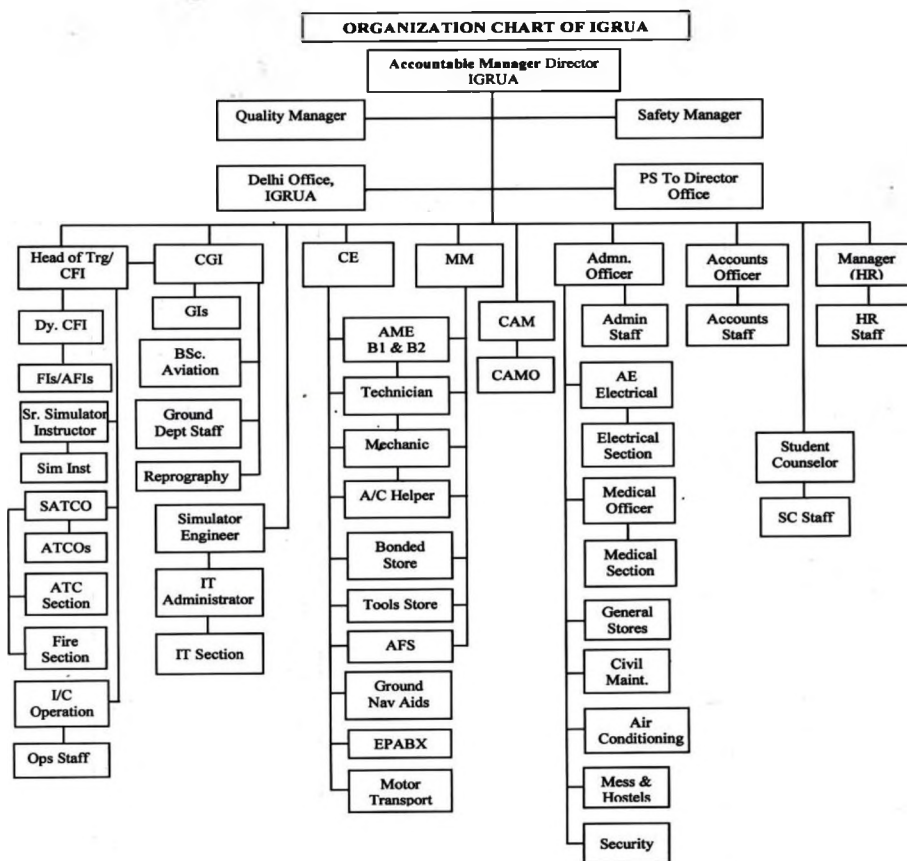 ORGANIZATION CHART OF IGRUA
Accountable Manager Director
IGRUA
Quality Manager
Safety Manager
Delhi Office,
IGRUA
PS To Director
Office
Head of Trg/
CFI
CGI
CE
MM
Admn.
Officer
Accounts
Officer
Manager
(HR)
Dy. CFI
FIs/AFIs
Sr. Simulator
Instructor
Sim Inst
SATCO
ATCOs
ATC
Section
Fire
Section
I/C
Operation
Ops Staff
GIs
BSc.
Aviation
Ground
Dept Staff
Reprography
Simulator
Engineer
IT
Administrator
IT Section
AME
B1 & B2
Technician
Mechanic
A/C Helper
Bonded
Store
Tools Store
AFS
Ground
Nav Aids
EPABX
Motor
Transport
CAM
CAMO
Admin
Staff
AE
Electrical
Electrical
Section
Medical
Officer
Medical
Section
General
Stores
Civil
Maint.
Air
Conditioning
Mess &
Hostels
Security
Accounts
Staff
HR
Staff
Student
Counselor
SC Staff